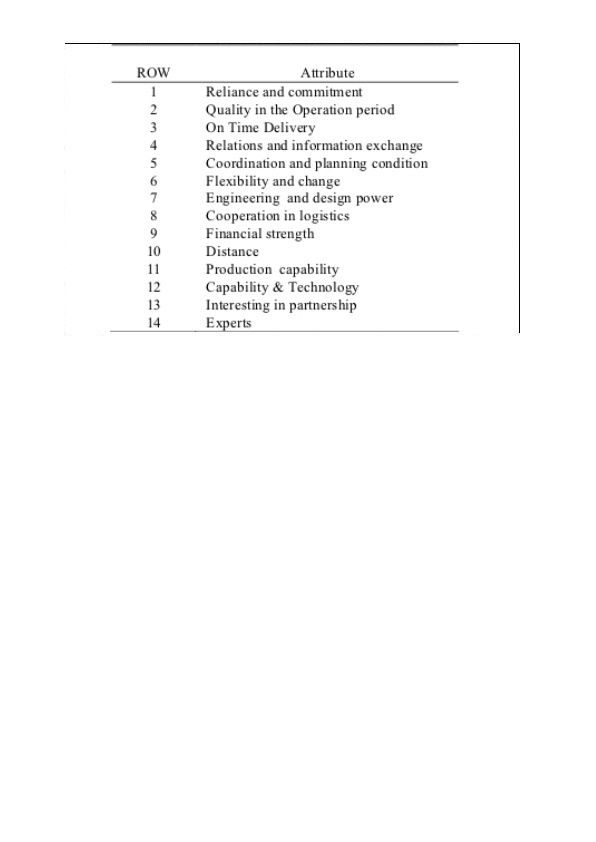 ROW Attribute
1 Reliance and commitment
2 Quality in the Operation period
3 On Time Delivery
4 Relations and information exchange
5 Coordination and planning condition
6 Flexibility and change
7 Engineering and design power
8 Cooperation in logistics
9 Financial strength
10 Distance
11 Production capability
12 Capability & Technology
13 Interesting in partnership
14 Experts